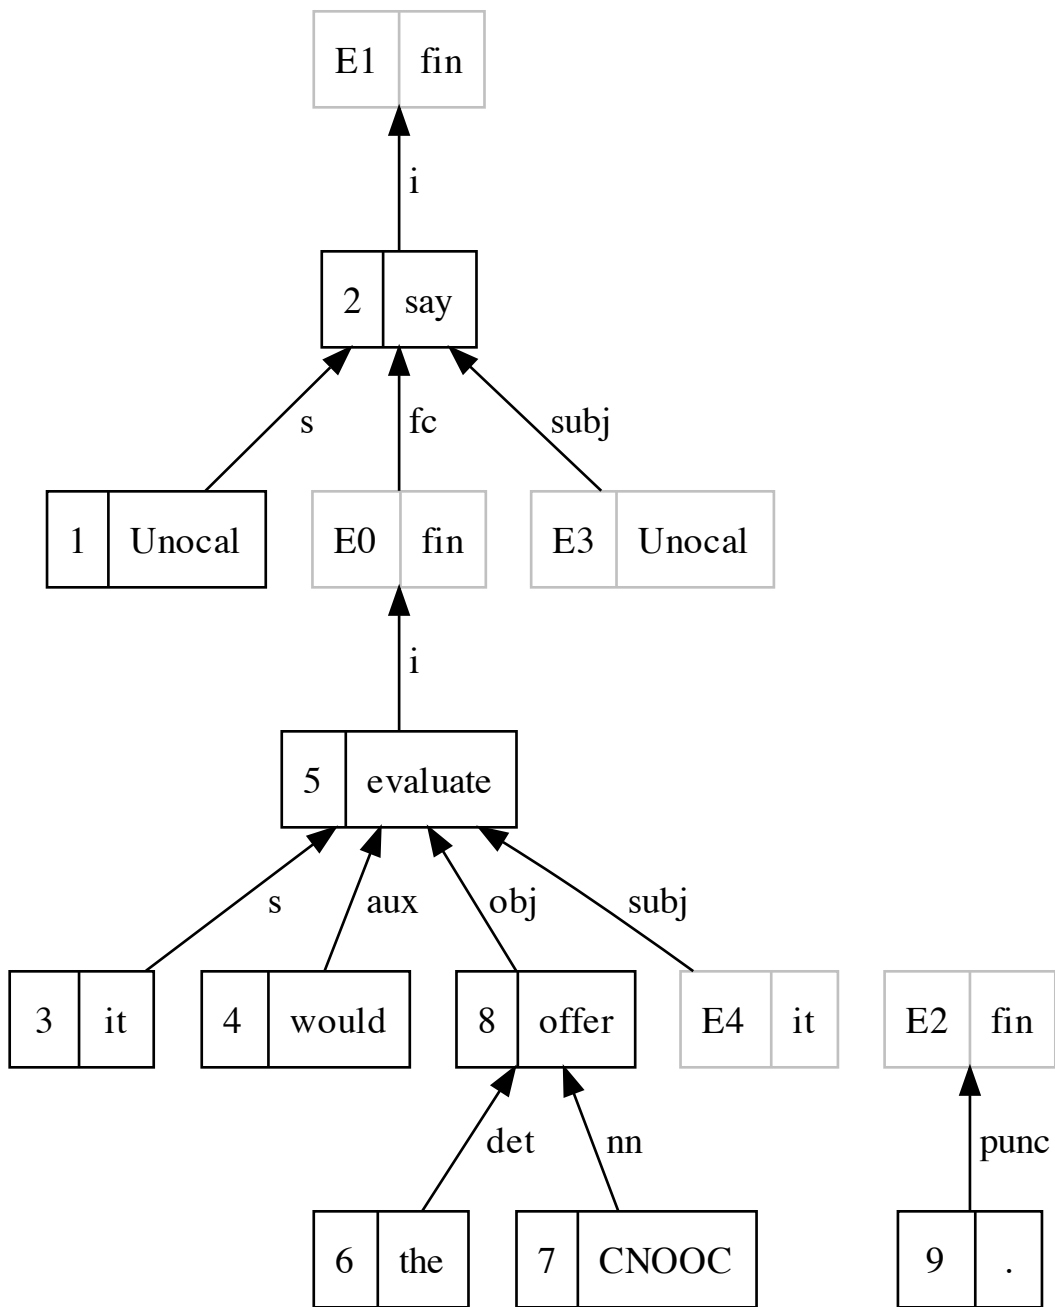 E1 fin
i
2 say
s fc subj
1 Unocal E0 fin E3 Unocal
i
5 evaluate
s aux obj subj
3 it 4 would 8 offer E4 it E2 fin
det nn punc
6 the 7 CNOOC 9 .